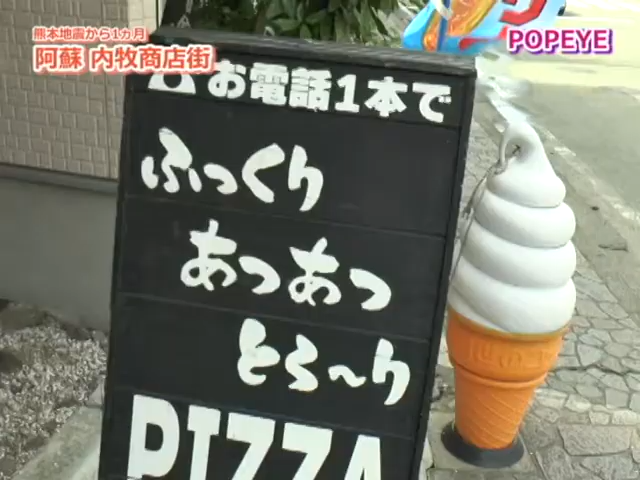 熊本地震から1カ月
阿蘇 内牧商店街
POPEYE
お電話1本で
ふっくり
あつあつ
とろ〜り
PIZZA